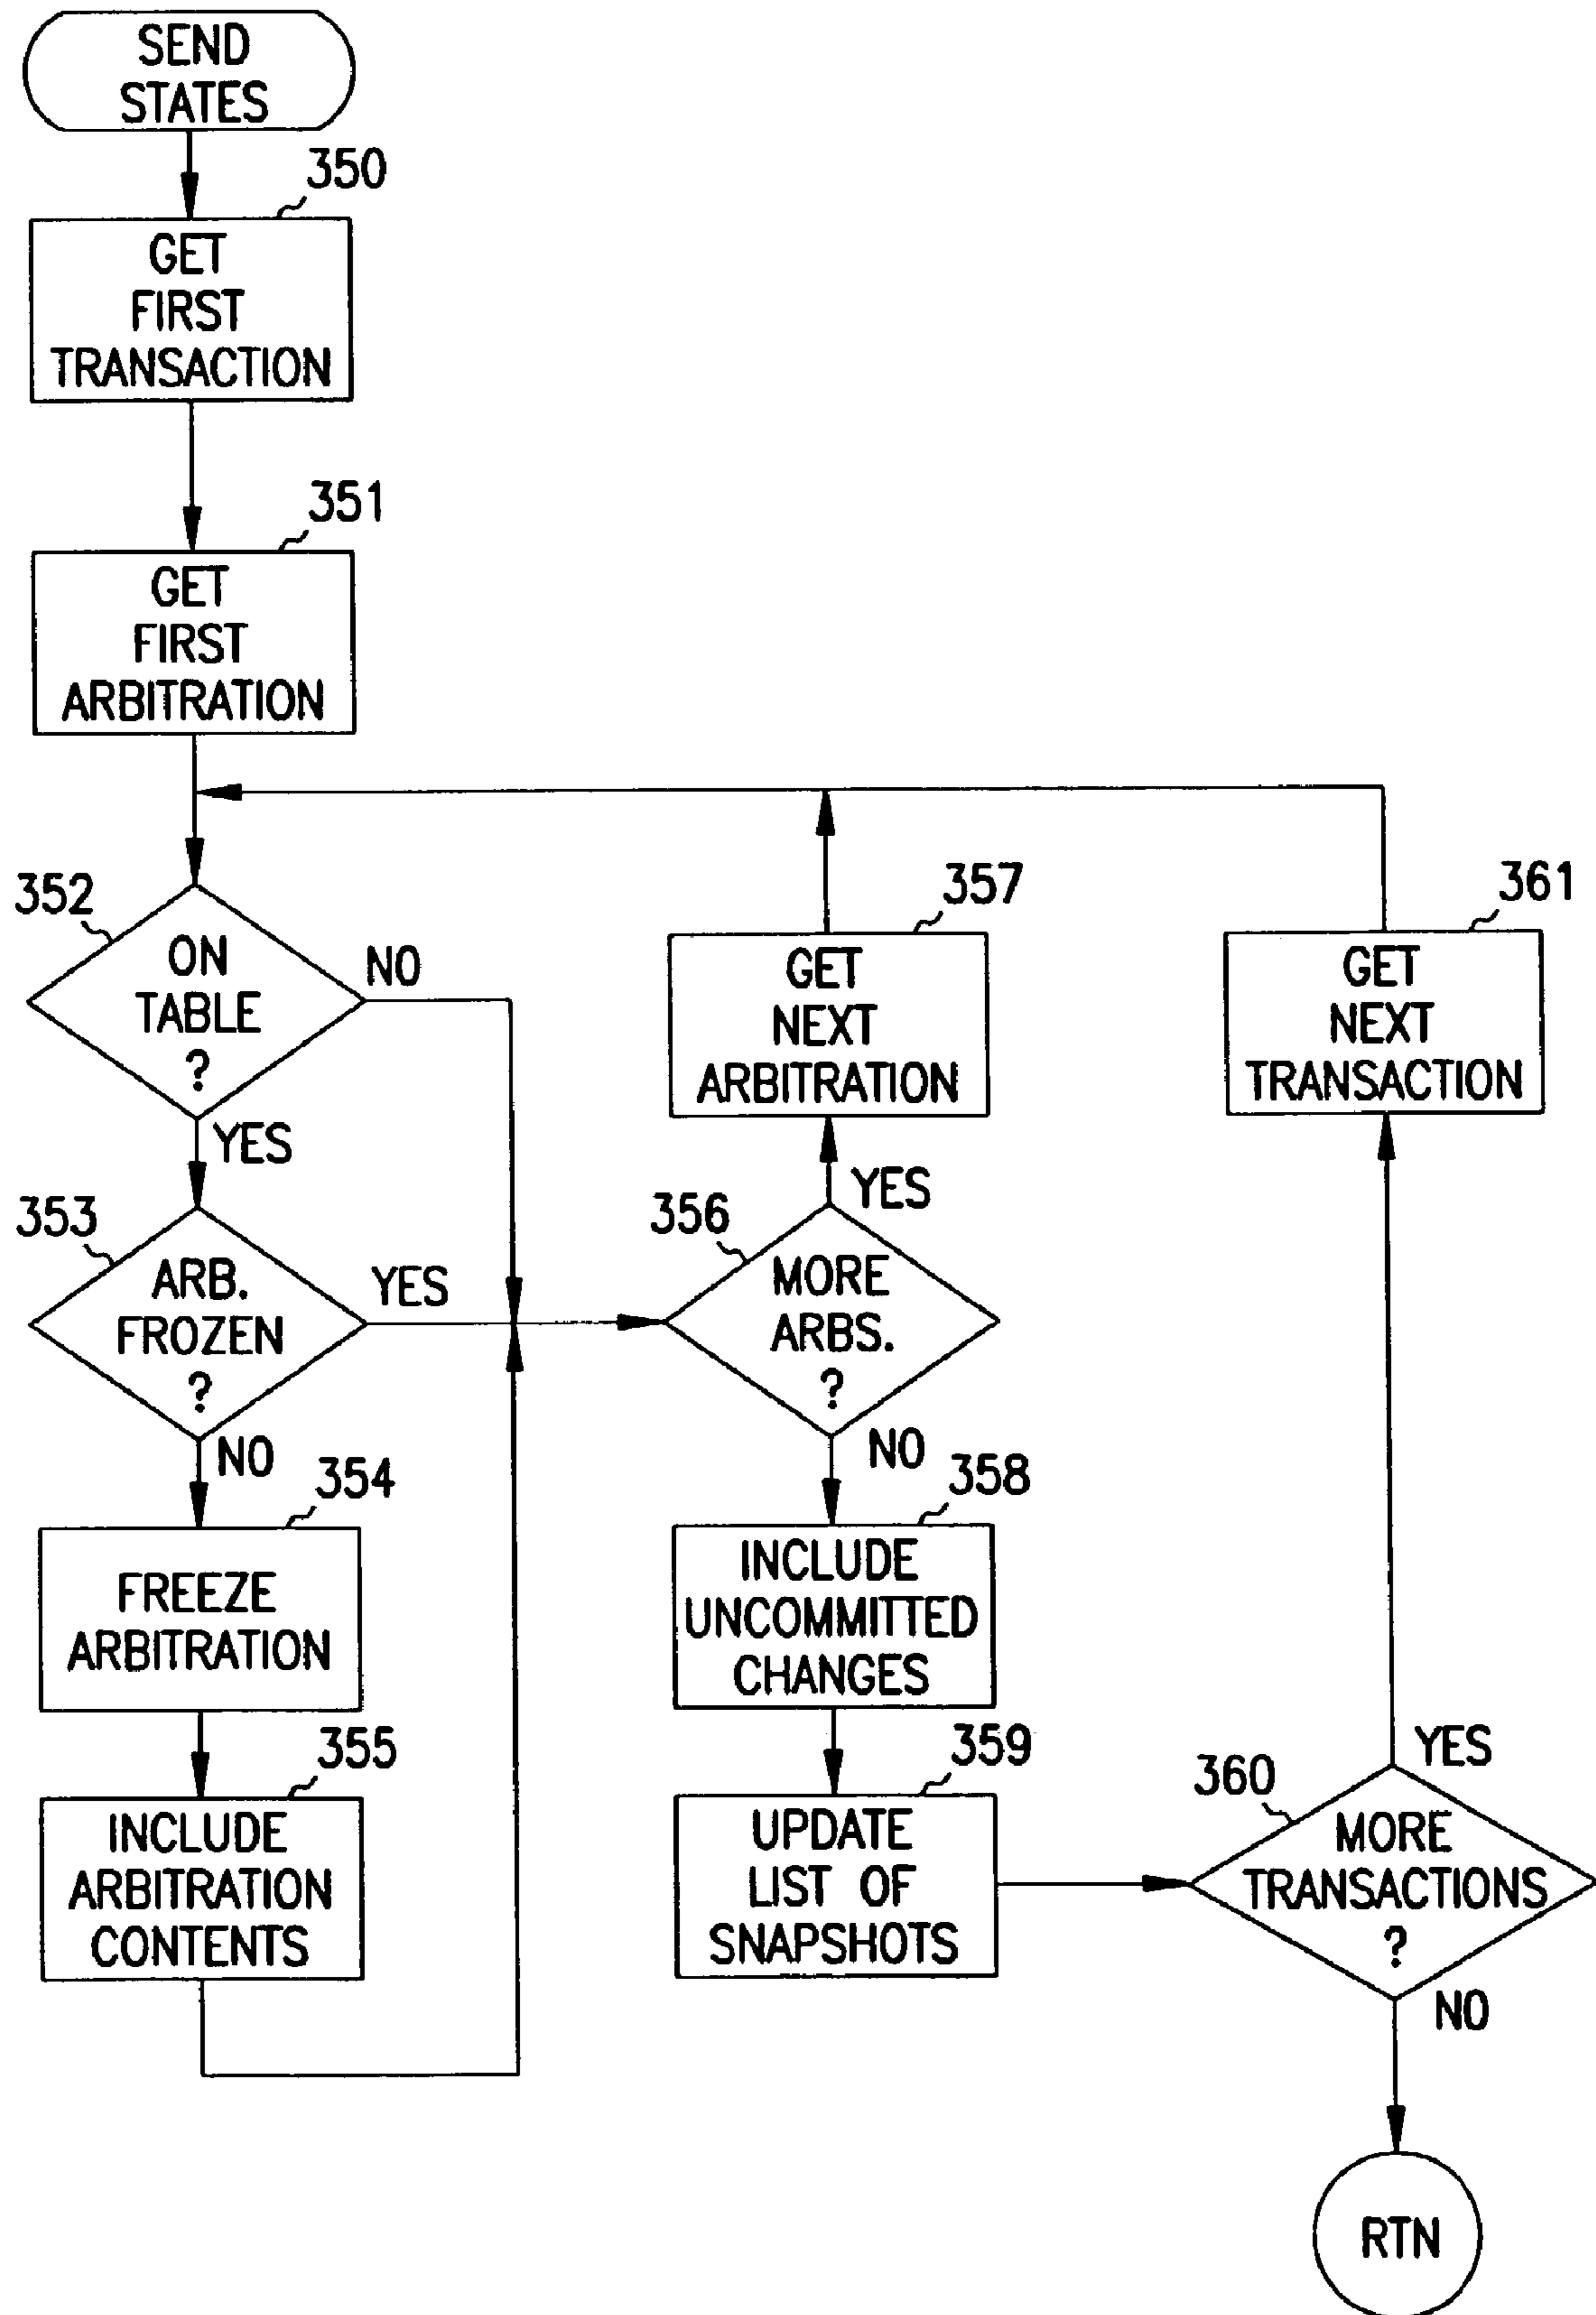 SEND
STATES
350
GET
FIRST
TRANSACTION
351
GET
FIRST
ARBITRATION
352
ON
TABLE
?
NO
YES
353
ARB.
FROZEN
?
YES
NO
354
FREEZE
ARBITRATION
355
INCLUDE
ARBITRATION
CONTENTS
356
MORE
ARBS.
?
YES
NO
357
GET
NEXT
ARBITRATION
358
INCLUDE
UNCOMMITTED
CHANGES
359
UPDATE
LIST OF
SNAPSHOTS
360
MORE
TRANSACTIONS
?
YES
NO
361
GET
NEXT
TRANSACTION
RTN